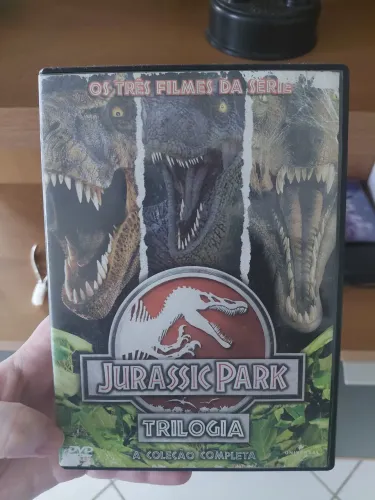 OS TRÊS FILMES DA SÉRIE
JURASSIC PARK
TRILOGIA
A COLEÇÃO COMPLETA
DVD
UNIVERSAL